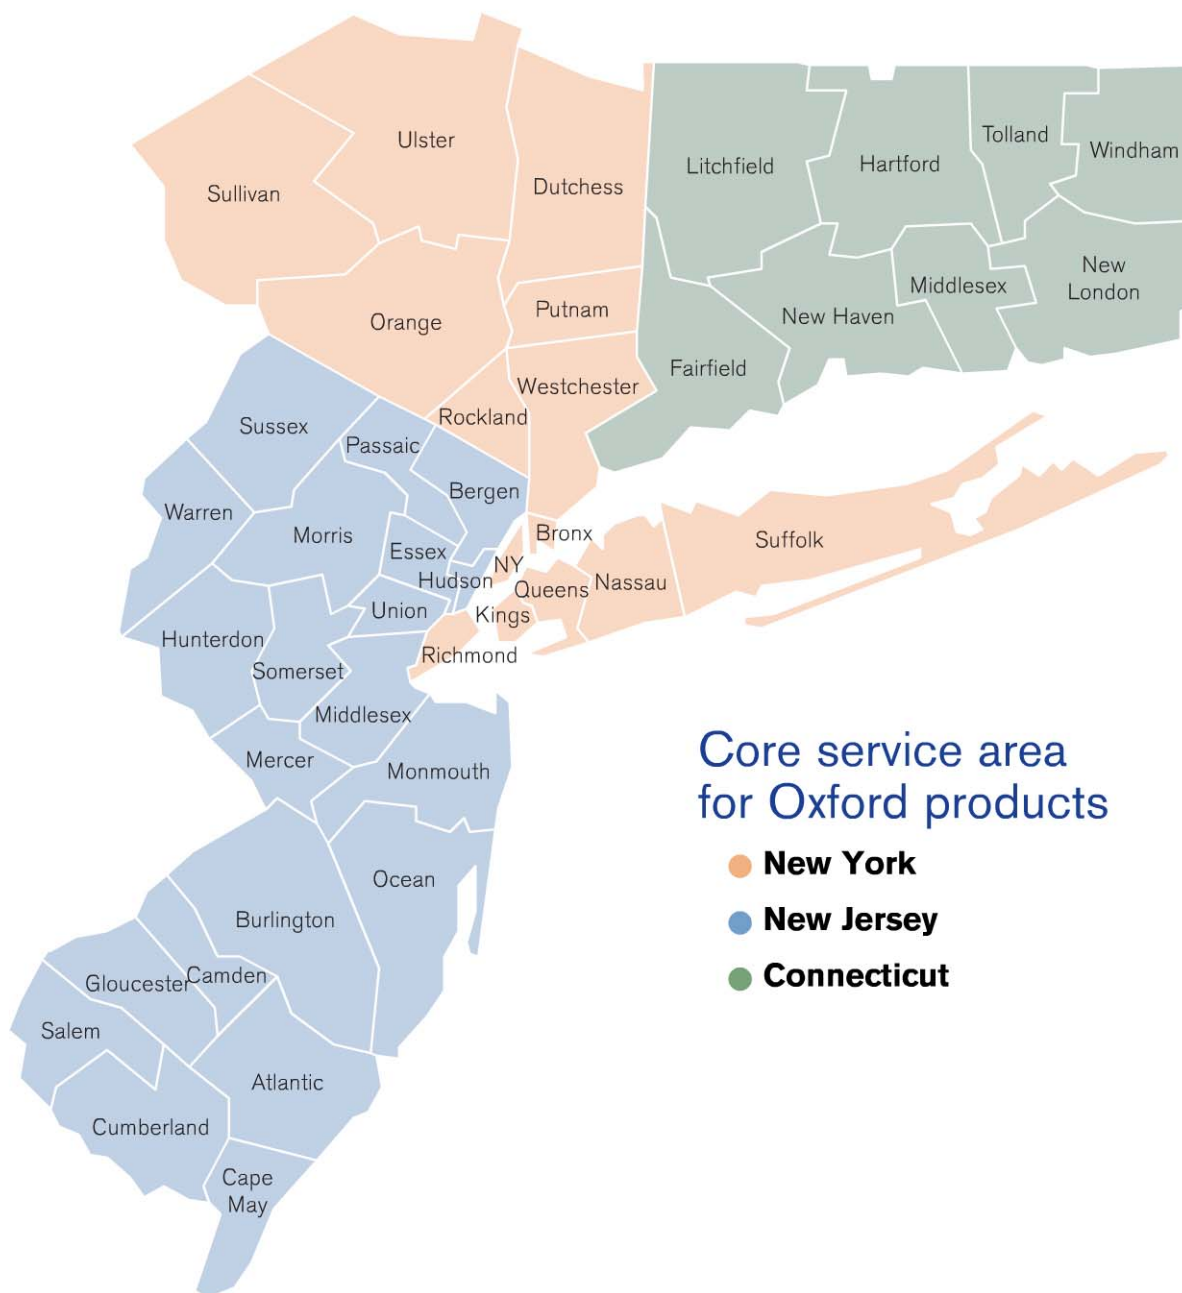 Ulster
Tolland
Windham
Litchfield
Hartford
Sullivan
Dutchess
New
London
Middlesex
Putnam
New Haven
Orange
Fairfield
Westchester
Rockland
Sussex
Passaic
Bergen
Warren
Morris
Bronx
Suffolk
Essex
NY
Hudson
Queens
Nassau
Union
Kings
Hunterdon
Richmond
Somerset
Middlesex
Mercer
Monmouth
Core service area
for Oxford products
New York
New Jersey
Connecticut
Ocean
Burlington
Camden
Gloucester
Salem
Atlantic
Cumberland
Cape
May